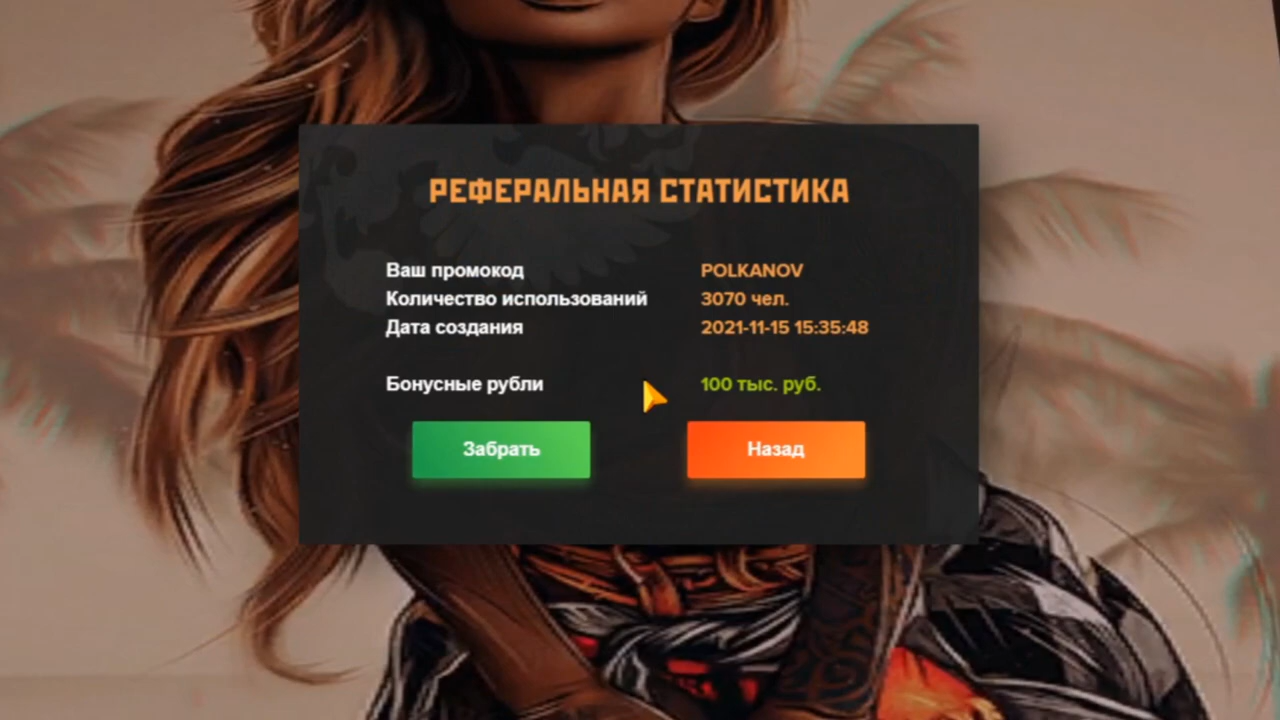 РЕФЕРАЛЬНАЯ СТАТИСТИКА
Ваш промокод POLKANOV
Количество использований 3070 чел.
Дата создания 2021-11-15 15:35:48
Бонусные рубли 100 тыс. руб.
Забрать Назад